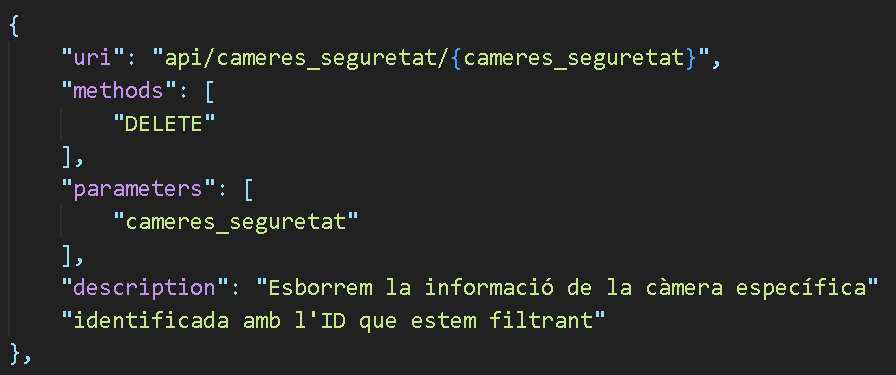 {
"uri": "api/cameres_seguretat/{cameres_seguretat}",
"methods": [
"DELETE"
],
"parameters": [
"cameres_seguretat"
],
"description": "Esborrem la informació de la càmera específica"
"identificada amb l'ID que estem filtrant"
},